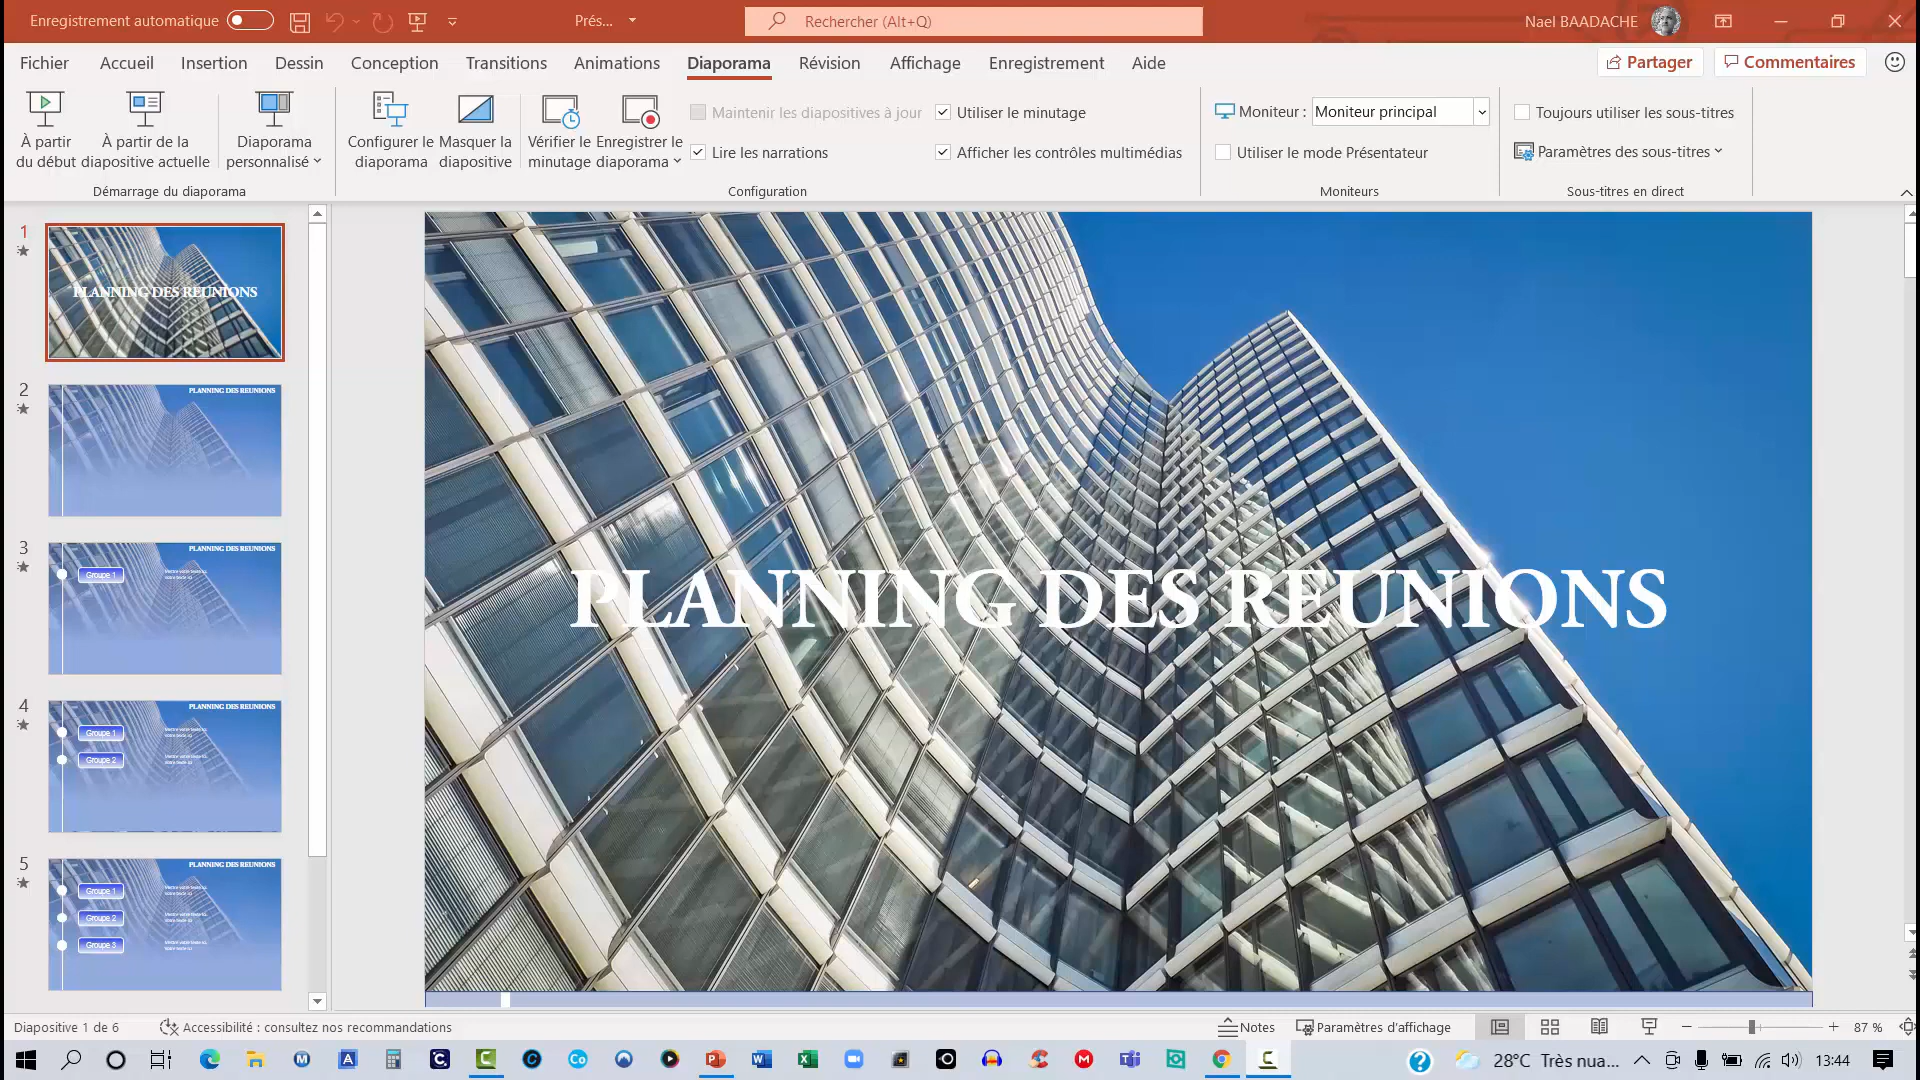 Enregistrement automatique
Prés...
Rechercher (Alt+Q)
Nael BAADACHE
Fichier Accueil Insertion Dessin Conception Transitions Animations Diaporama Révision Affichage Enregistrement Aide
Partager
Commentaires
À partir
du début
À partir de la
diapositive actuelle
Diaporama
personnalisé
Démarrage du diaporama
Configurer le
diaporama
Masquer la
diapositive
Vérifier le
minutage
Enregistrer le
diaporama
Maintenir les diapositives à jour
Lire les narrations
Utiliser le minutage
Afficher les contrôles multimédias
Configuration
Moniteur : Moniteur principal
Utiliser le mode Présentateur
Moniteurs
Toujours utiliser les sous-titres
Paramètres des sous-titres
Sous-titres en direct
1
PLANNING DES REUNIONS
2
PLANNING DES REUNIONS
3
PLANNING DES REUNIONS
Groupe 1
4
PLANNING DES REUNIONS
Groupe 1
Groupe 2
5
PLANNING DES REUNIONS
Groupe 1
Groupe 2
Groupe 3
PLANNING DES REUNIONS
Diapositive 1 de 6
Accessibilité : consultez nos recommandations
Notes
Paramètres d'affichage
87 %
28°C Très nua...
13:44